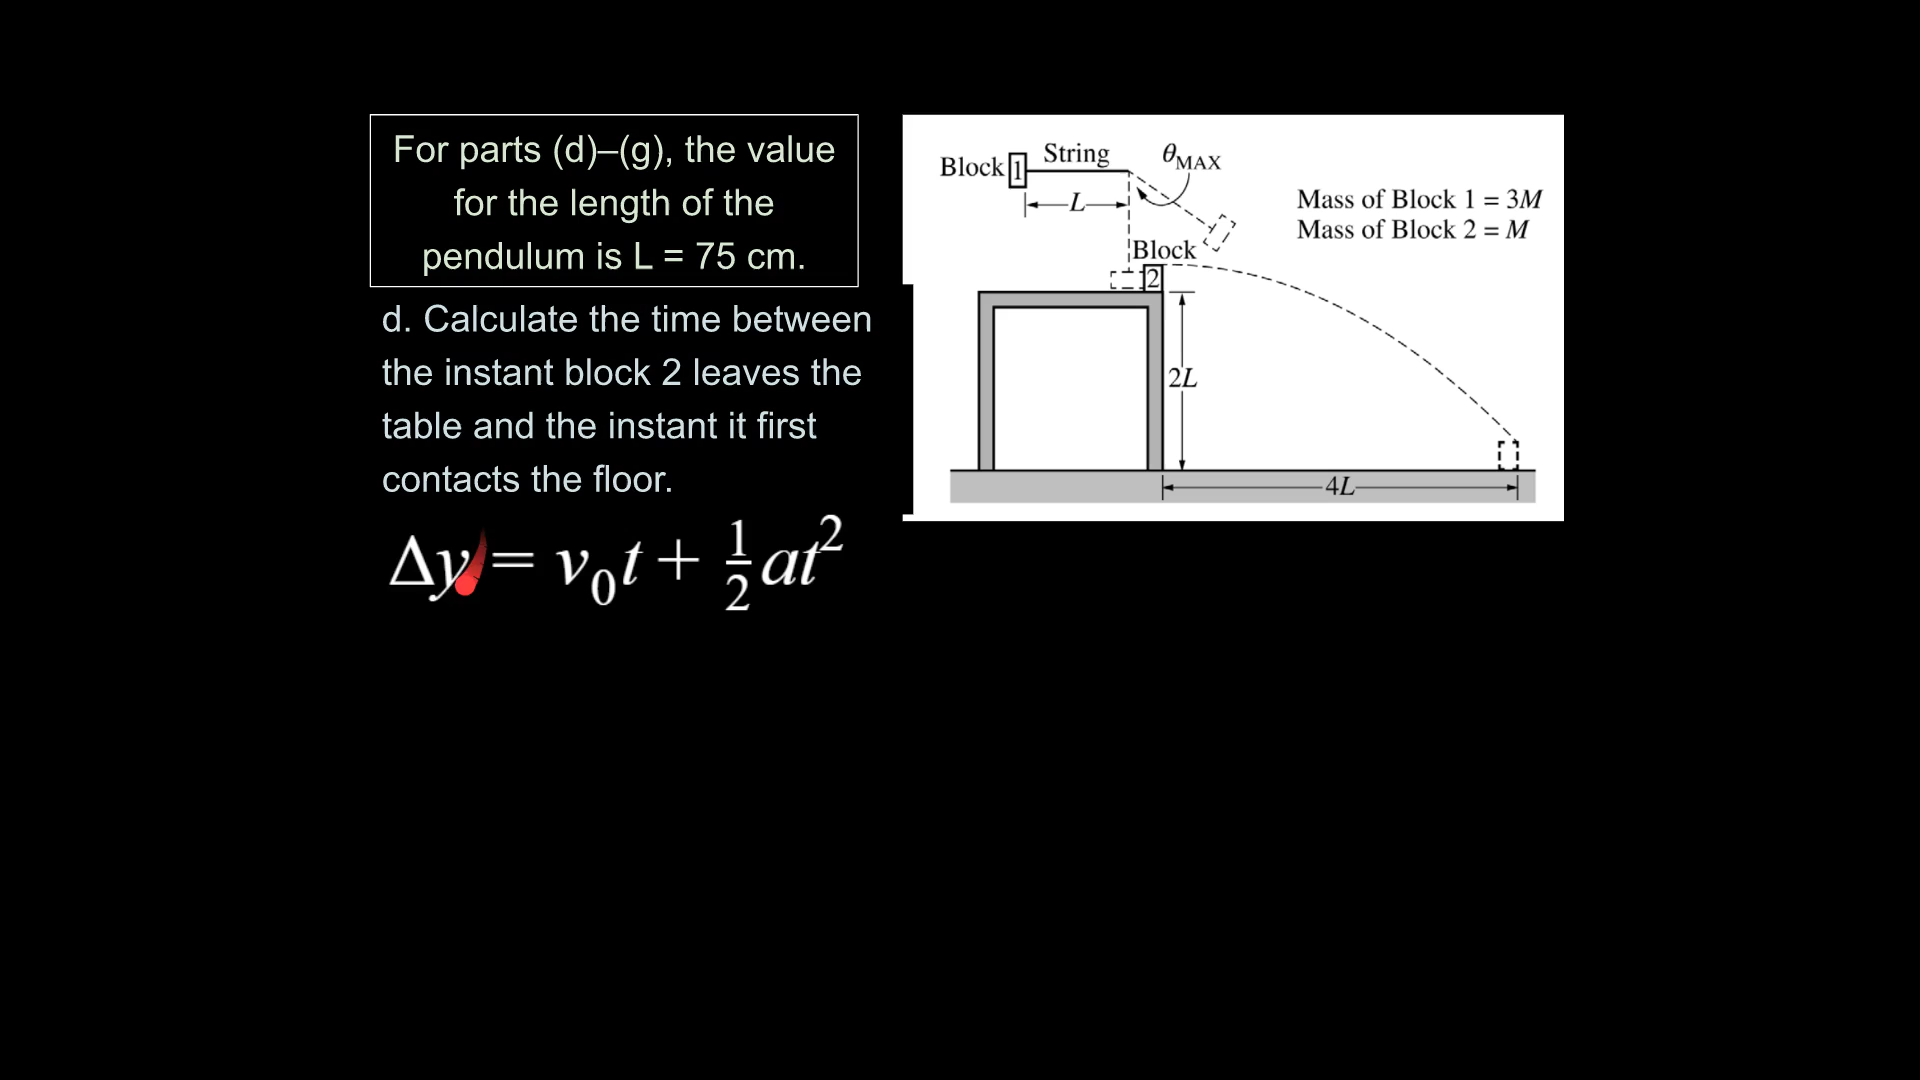 For parts (d)–(g), the value
for the length of the
pendulum is L = 75 cm.
d. Calculate the time between
the instant block 2 leaves the
table and the instant it first
contacts the floor.
Δy = v₀t + ½at²
Block 1
String
θMAX
L
Mass of Block 1 = 3M
Mass of Block 2 = M
Block
2
2L
4L